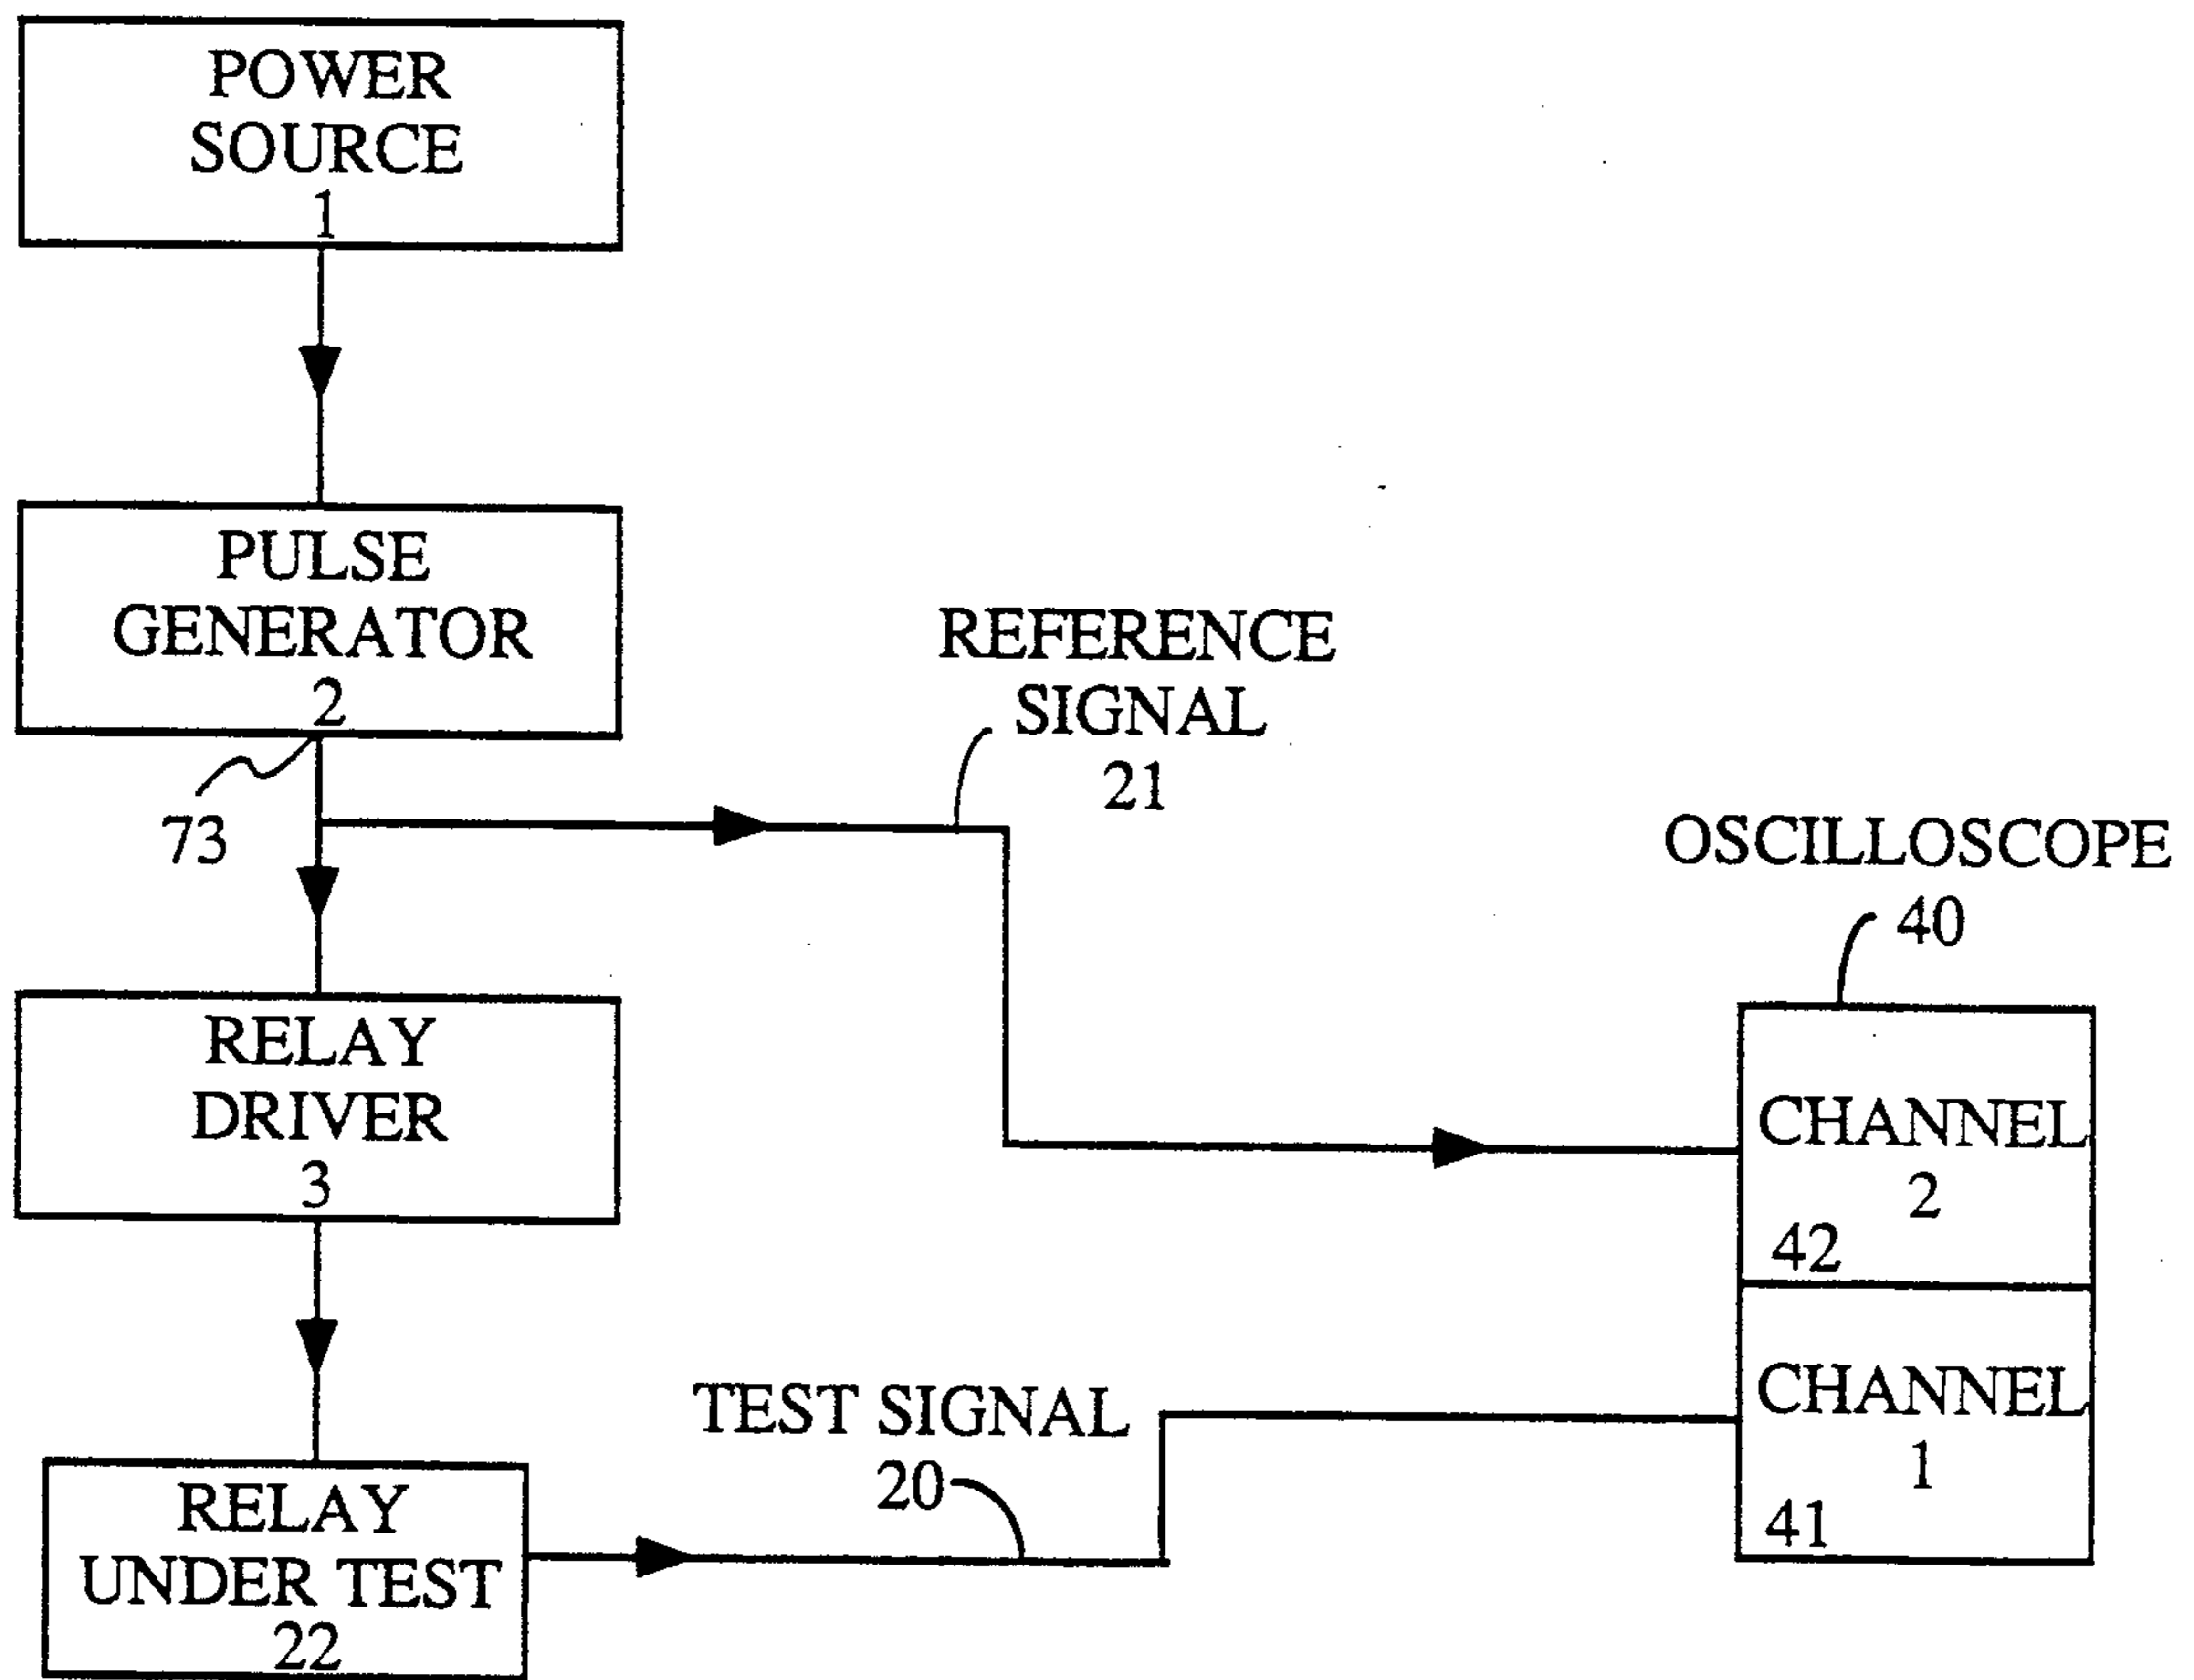 POWER
SOURCE
1
PULSE
GENERATOR
2
73
REFERENCE
SIGNAL
21
OSCILLOSCOPE
40
RELAY
DRIVER
3
CHANNEL
2
42
CHANNEL
1
41
TEST SIGNAL
20
RELAY
UNDER TEST
22